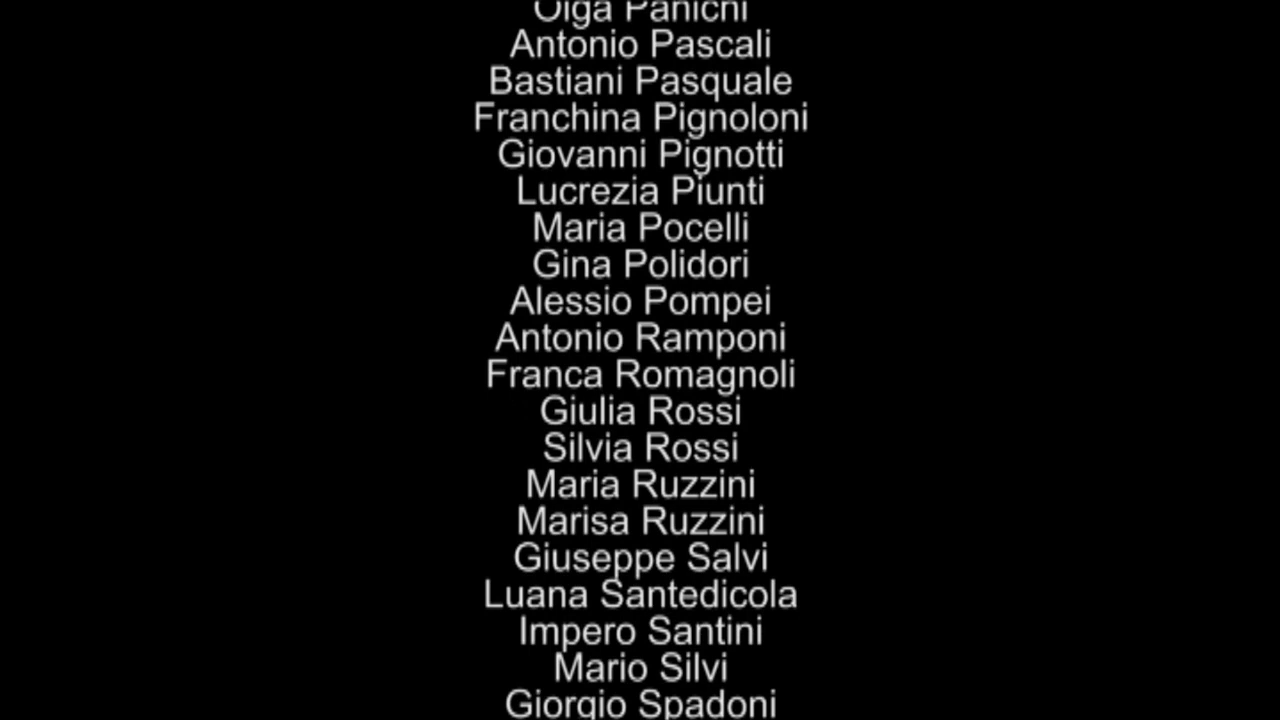 Olga Panichi
Antonio Pascali
Bastiani Pasquale
Franchina Pignoloni
Giovanni Pignotti
Lucrezia Piunti
Maria Pocelli
Gina Polidori
Alessio Pompei
Antonio Ramponi
Franca Romagnoli
Giulia Rossi
Silvia Rossi
Maria Ruzzini
Marisa Ruzzini
Giuseppe Salvi
Luana Santedicola
Impero Santini
Mario Silvi
Giorgio Spadoni